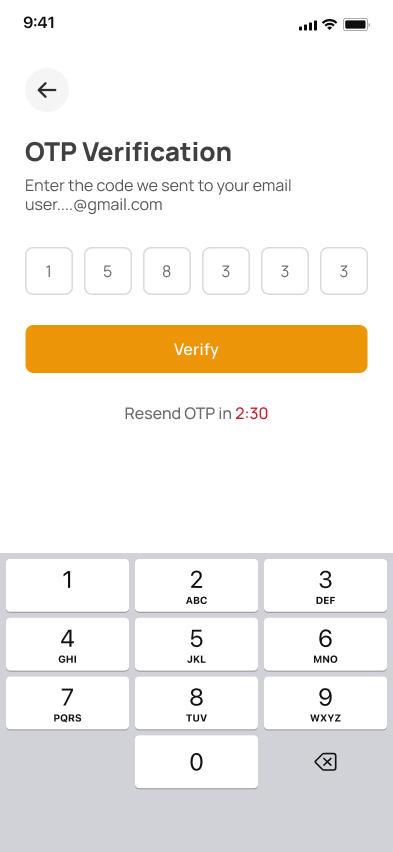 9:41
OTP Verification
Enter the code we sent to your email
user....@gmail.com
1 5 8 3 3 3
Verify
Resend OTP in 2:30
1 2 3
ABC DEF
4 5 6
GHI JKL MNO
7 8 9
PQRS TUV WXYZ
0